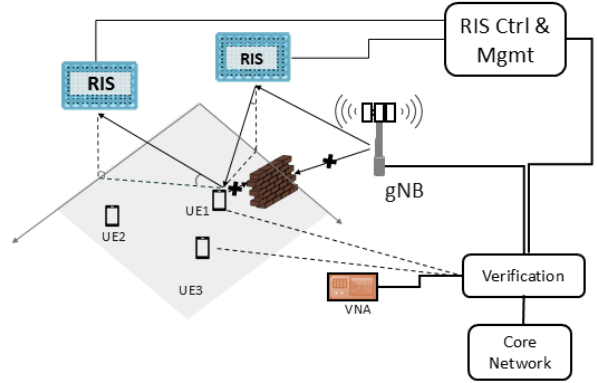 RIS Ctrl &
Mgmt
RIS
RIS
gNB
UE1
UE2
UE3
VNA
Verification
Core
Network